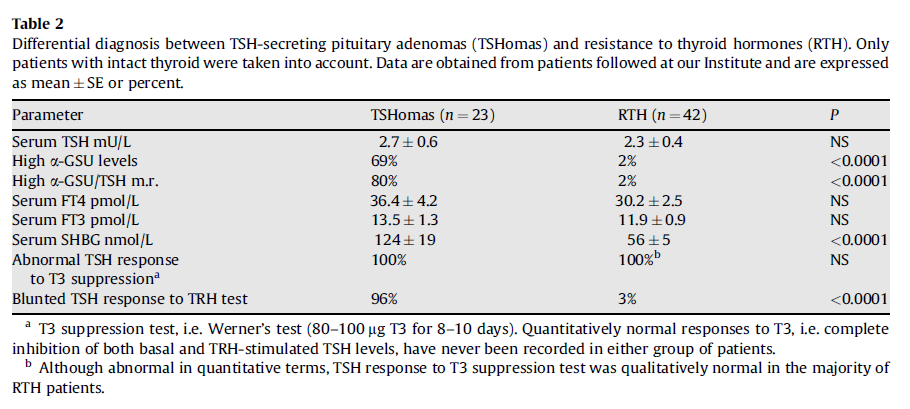 Table 2
Differential diagnosis between TSH-secreting pituitary adenomas (TSHomas) and resistance to thyroid hormones (RTH). Only
patients with intact thyroid were taken into account. Data are obtained from patients followed at our Institute and are expressed
as mean ± SE or percent.
Parameter TSHomas (n = 23) RTH (n = 42) P
Serum TSH mU/L 2.7 ± 0.6 2.3 ± 0.4 NS
High α-GSU levels 69% 2% <0.0001
High α-GSU/TSH m.r. 80% 2% <0.0001
Serum FT4 pmol/L 36.4 ± 4.2 30.2 ± 2.5 NS
Serum FT3 pmol/L 13.5 ± 1.3 11.9 ± 0.9 NS
Serum SHBG nmol/L 124 ± 19 56 ± 5 <0.0001
Abnormal TSH response 100% 100%b NS
to T3 suppressiona
Blunted TSH response to TRH test 96% 3% <0.0001
a T3 suppression test, i.e. Werner's test (80–100 μg T3 for 8–10 days). Quantitatively normal responses to T3, i.e. complete
inhibition of both basal and TRH-stimulated TSH levels, have never been recorded in either group of patients.
b Although abnormal in quantitative terms, TSH response to T3 suppression test was qualitatively normal in the majority of
RTH patients.